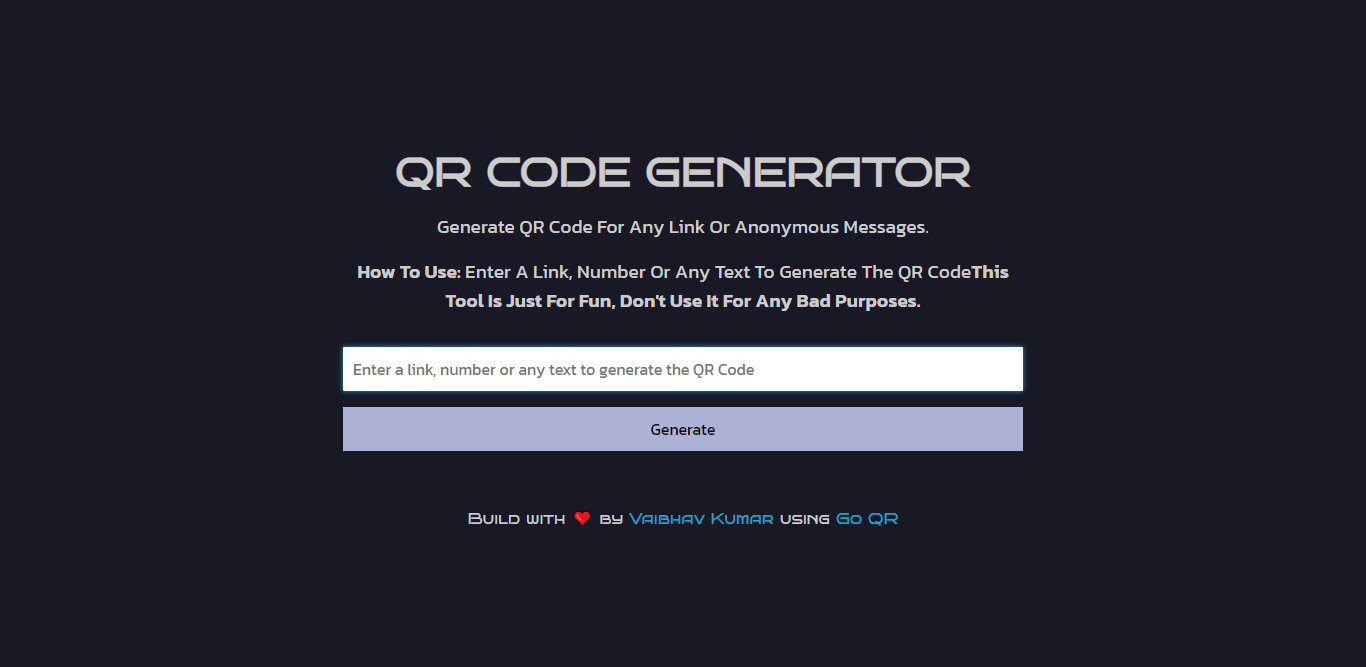 QR CODE GENERATOR
Generate QR Code For Any Link Or Anonymous Messages.
How To Use: Enter A Link, Number Or Any Text To Generate The QR CodeThis
Tool Is Just For Fun, Don't Use It For Any Bad Purposes.
Enter a link, number or any text to generate the QR Code
Generate
Build with ❤️ by Vaibhav Kumar using Go QR